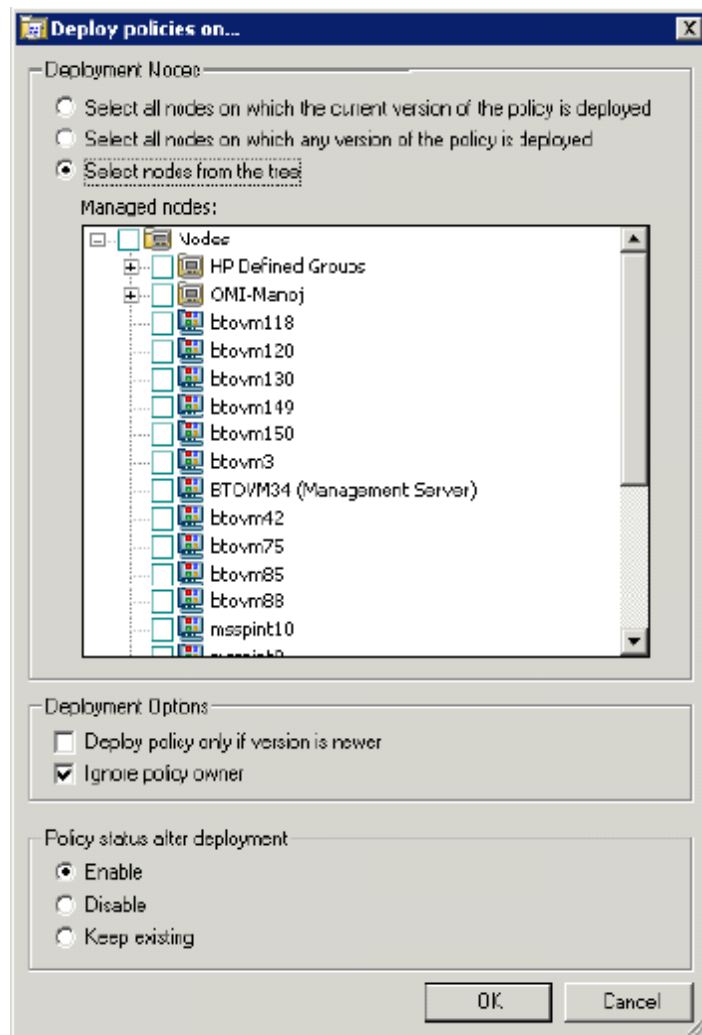 Deploy policies on...
Deployment Nodes
Select all nodes on which the current version of the policy is deployed
Select all nodes on which any version of the policy is deployed
Select nodes from the tree
Managed nodes:
Nodes
HP Defined Groups
OMI-Manoj
btovm118
btovm120
btovm130
btovm149
btovm150
btovm3
BTOVM34 (Management Server)
btovm42
btovm75
btovm85
btovm88
msspint10
Deployment Options
Deploy policy only if version is newer
Ignore policy owner
Policy status after deployment
Enable
Disable
Keep existing
OK
Cancel